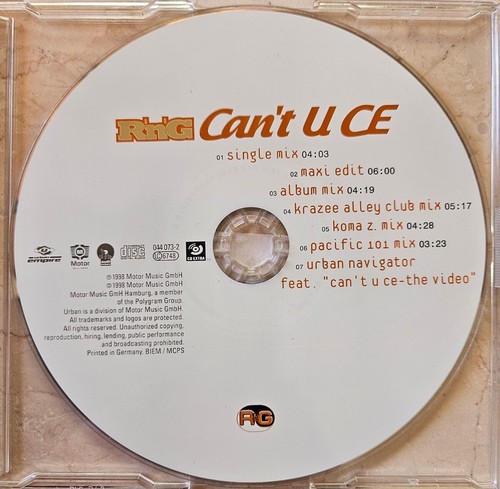 R'n'G Can't U CE
01 single mix 04:03
02 maxi edit 06:00
03 album mix 04:19
04 krazee alley club mix 05:17
05 koma z. mix 04:28
06 pacific 101 mix 03:23
07 urban navigator
feat. "can't u ce-the video"
empire
Motor
044 073-2
LC 6748
CD EXTRA
℗ 1998 Motor Music GmbH
© 1998 Motor Music GmbH
Motor Music GmH Hamburg, a member
of the Polygram Group.
Urban is a division of Motor Music GmbH.
All trademarks and logos are protected.
All rights reserved. Unauthorized copying,
reproduction, hiring, lending, public performance
and broadcasting prohibited.
Printed in Germany. BIEM / MCPS
R'n'G